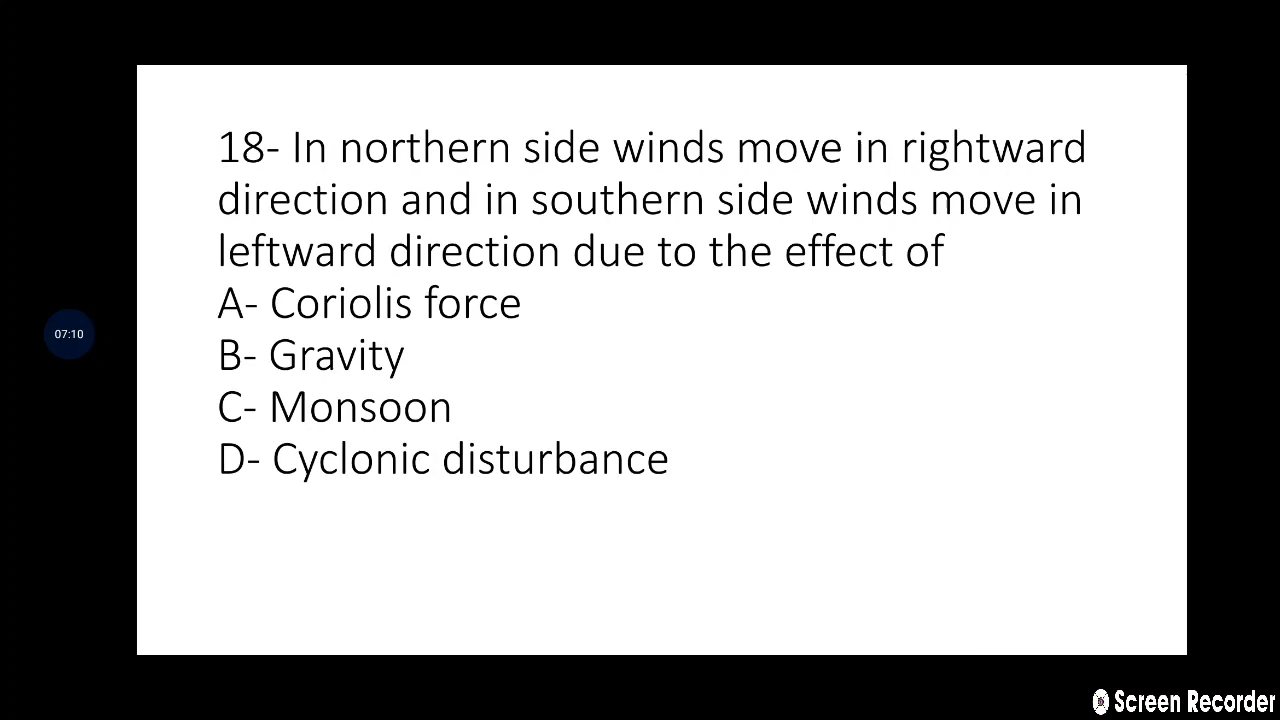 18- In northern side winds move in rightward
direction and in southern side winds move in
leftward direction due to the effect of
A- Coriolis force
B- Gravity
C- Monsoon
D- Cyclonic disturbance
07:10
Screen Recorder